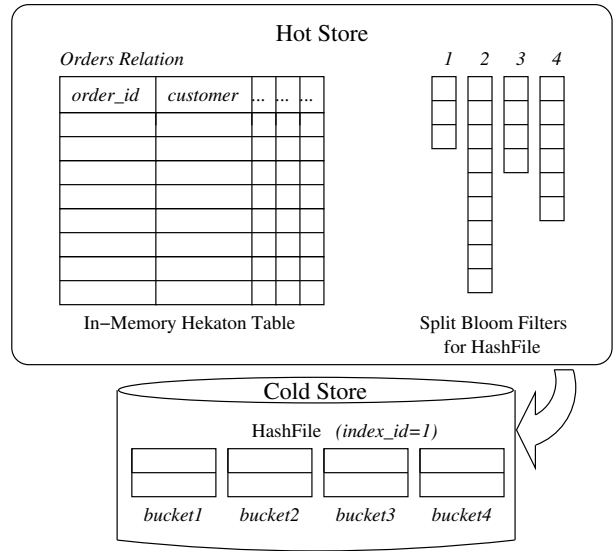 Hot Store
Orders Relation
1 2 3 4
order_id customer ... ... ...
In−Memory Hekaton Table
Split Bloom Filters
for HashFile
Cold Store
HashFile (index_id=1)
bucket1 bucket2 bucket3 bucket4